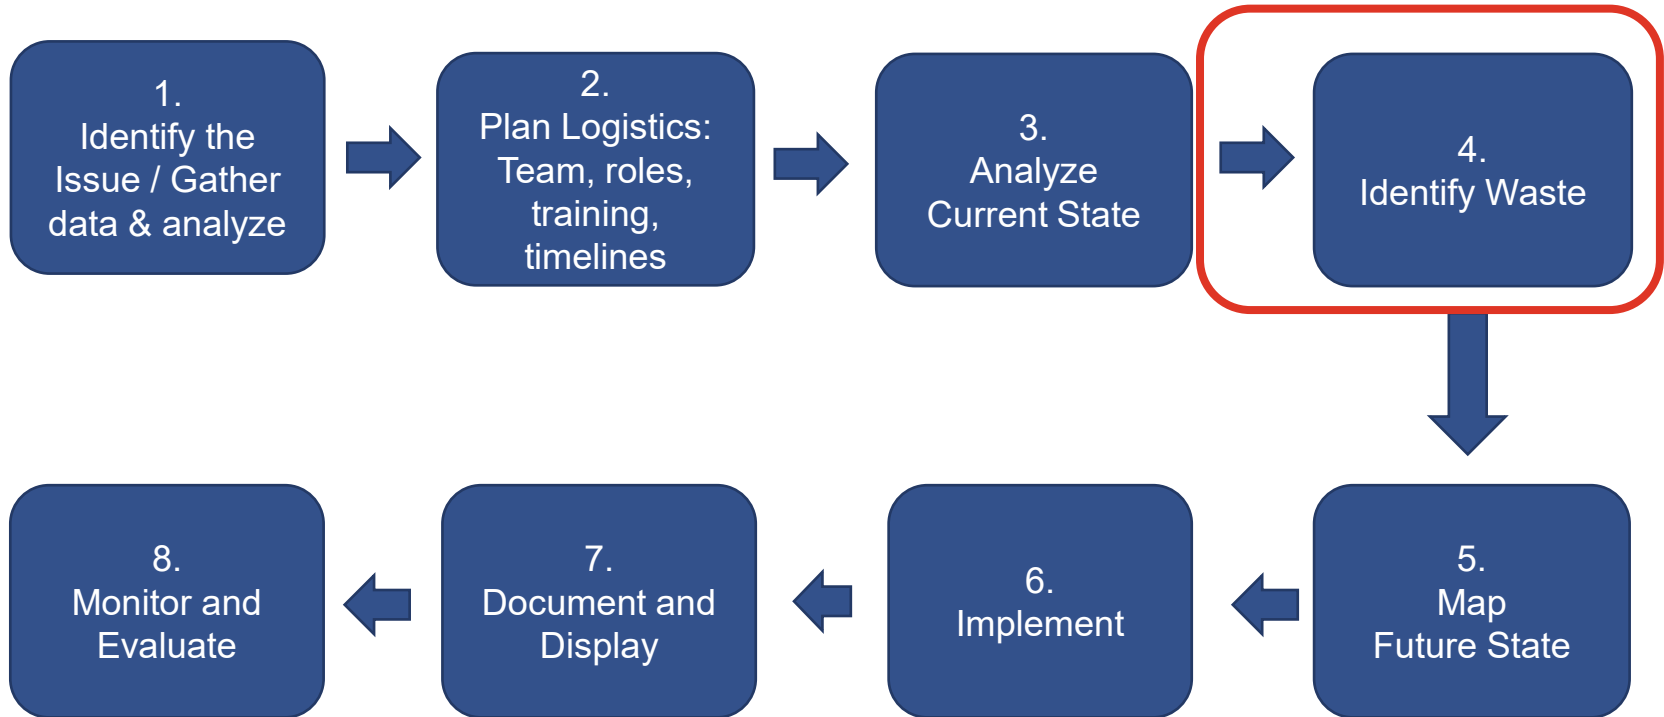 1.
Identify the
Issue / Gather
data & analyze
2.
Plan Logistics:
Team, roles,
training,
timelines
3.
Analyze
Current State
4.
Identify Waste
5.
Map
Future State
6.
Implement
7.
Document and
Display
8.
Monitor and
Evaluate